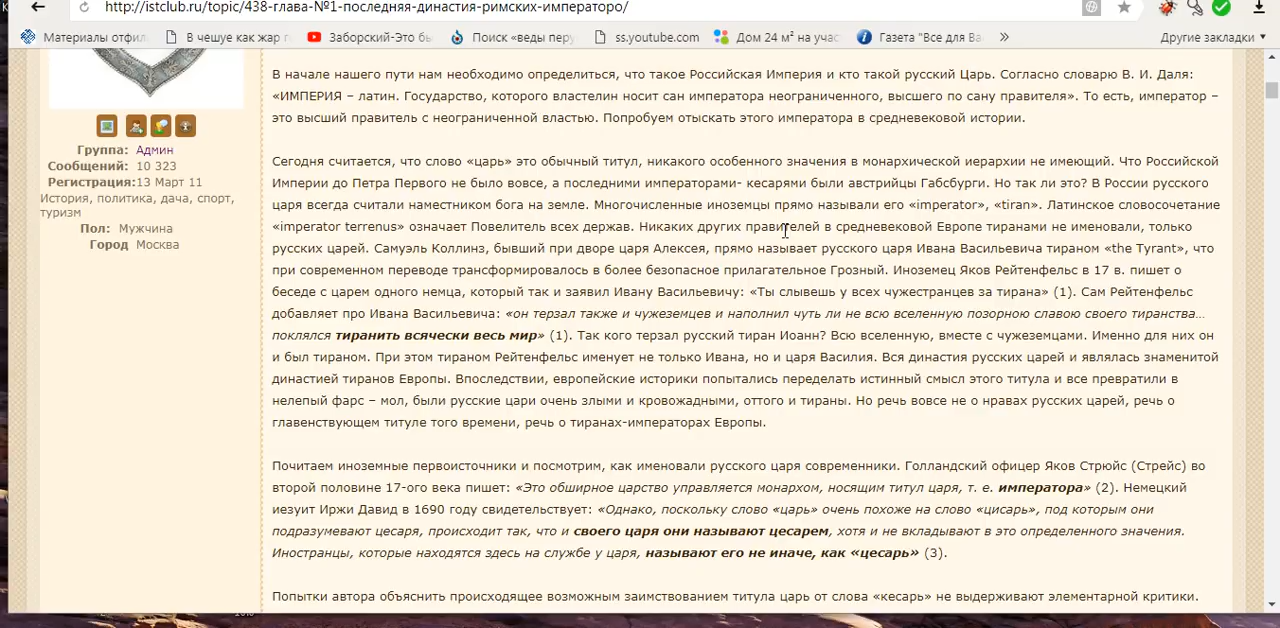 http://istclub.ru/topic/438-глава-№1-последняя-династия-римских-императоро/
Материалы отфил
В чешуе как жар г
Заборский-Это бы
Поиск «веды перу
ss.youtube.com
Дом 24 м² на учас
Газета "Все для Ва
»
Другие закладки
В начале нашего пути нам необходимо определиться, что такое Российская Империя и кто такой русский Царь. Согласно словарю В. И. Даля:
«ИМПЕРИЯ – латин. Государство, которого властелин носит сан императора неограниченного, высшего по сану правителя». То есть, император –
это высший правитель с неограниченной властью. Попробуем отыскать этого императора в средневековой истории.
Группа: Админ
Сообщений: 10 323
Регистрация:13 Март 11
История, политика, дача, спорт,
туризм
Пол: Мужчина
Город Москва
Сегодня считается, что слово «царь» это обычный титул, никакого особенного значения в монархической иерархии не имеющий. Что Российской
Империи до Петра Первого не было вовсе, а последними императорами- кесарями были австрийцы Габсбурги. Но так ли это? В России русского
царя всегда считали наместником бога на земле. Многочисленные иноземцы прямо называли его «imperator», «tiran». Латинское словосочетание
«imperator terrenus» означает Повелитель всех держав. Никаких других правителей в средневековой Европе тиранами не именовали, только
русских царей. Самуэль Коллинз, бывший при дворе царя Алексея, прямо называет русского царя Ивана Васильевича тираном «the Tyrant», что
при современном переводе трансформировалось в более безопасное прилагательное Грозный. Иноземец Яков Рейтенфельс в 17 в. пишет о
беседе с царем одного немца, который так и заявил Ивану Васильевичу: «Ты слывешь у всех чужестранцев за тирана» (1). Сам Рейтенфельс
добавляет про Ивана Васильевича: «он терзал также и чужеземцев и наполнил чуть ли не всю вселенную позорною славою своего тиранства…
поклялся тиранить всячески весь мир» (1). Так кого терзал русский тиран Иоанн? Всю вселенную, вместе с чужеземцами. Именно для них он
и был тираном. При этом тираном Рейтенфельс именует не только Ивана, но и царя Василия. Вся династия русских царей и являлась знаменитой
династией тиранов Европы. Впоследствии, европейские историки попытались переделать истинный смысл этого титула и все превратили в
нелепый фарс – мол, были русские цари очень злыми и кровожадными, оттого и тираны. Но речь вовсе не о нравах русских царей, речь о
главенствующем титуле того времени, речь о тиранах-императорах Европы.
Почитаем иноземные первоисточники и посмотрим, как именовали русского царя современники. Голландский офицер Яков Стрюйс (Стрейс) во
второй половине 17-ого века пишет: «Это обширное царство управляется монархом, носящим титул царя, т. е. императора» (2). Немецкий
иезуит Иржи Давид в 1690 году свидетельствует: «Однако, поскольку слово «царь» очень похоже на слово «цисарь», под которым они
подразумевают цесаря, происходит так, что и своего царя они называют цесарем, хотя и не вкладывают в это определенного значения.
Иностранцы, которые находятся здесь на службе у царя, называют его не иначе, как «цесарь» (3).
Попытки автора объяснить происходящее возможным заимствованием титула царь от слова «кесарь» не выдерживают элементарной критики.